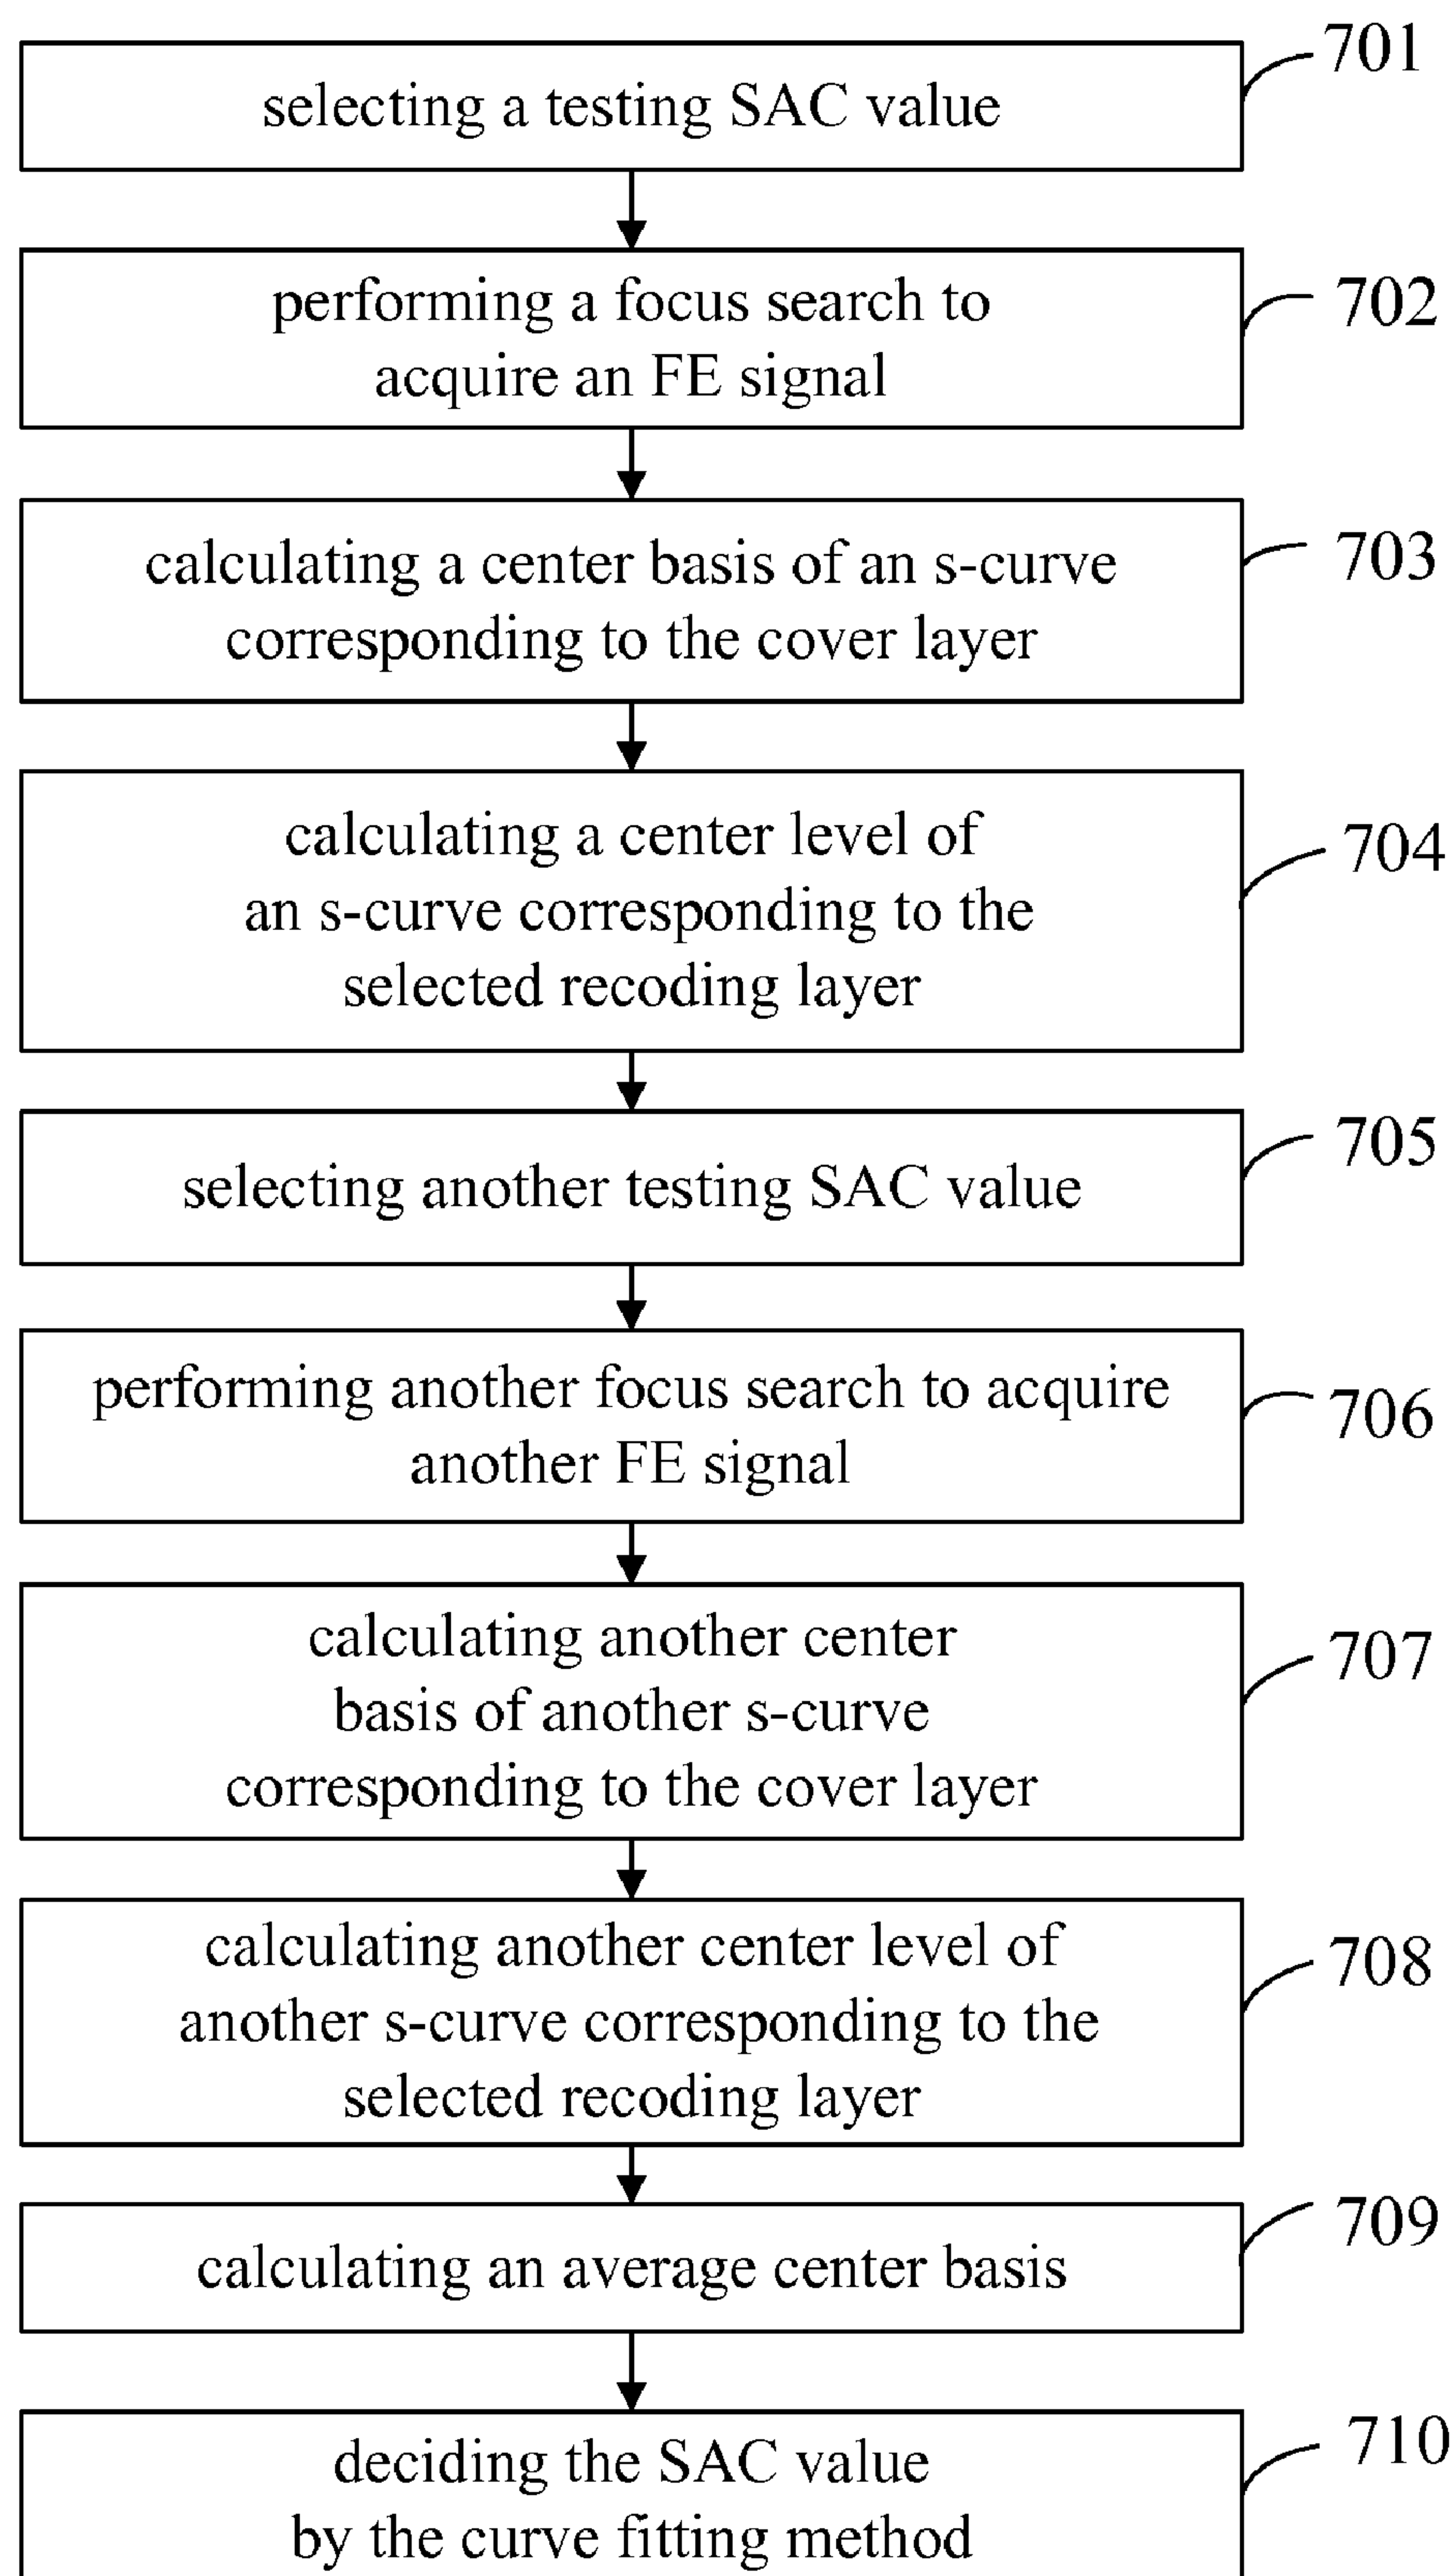 701
selecting a testing SAC value
702
performing a focus search to
acquire an FE signal
703
calculating a center basis of an s-curve
corresponding to the cover layer
704
calculating a center level of
an s-curve corresponding to the
selected recoding layer
705
selecting another testing SAC value
706
performing another focus search to acquire
another FE signal
707
calculating another center
basis of another s-curve
corresponding to the cover layer
708
calculating another center level of
another s-curve corresponding to the
selected recoding layer
709
calculating an average center basis
710
deciding the SAC value
by the curve fitting method